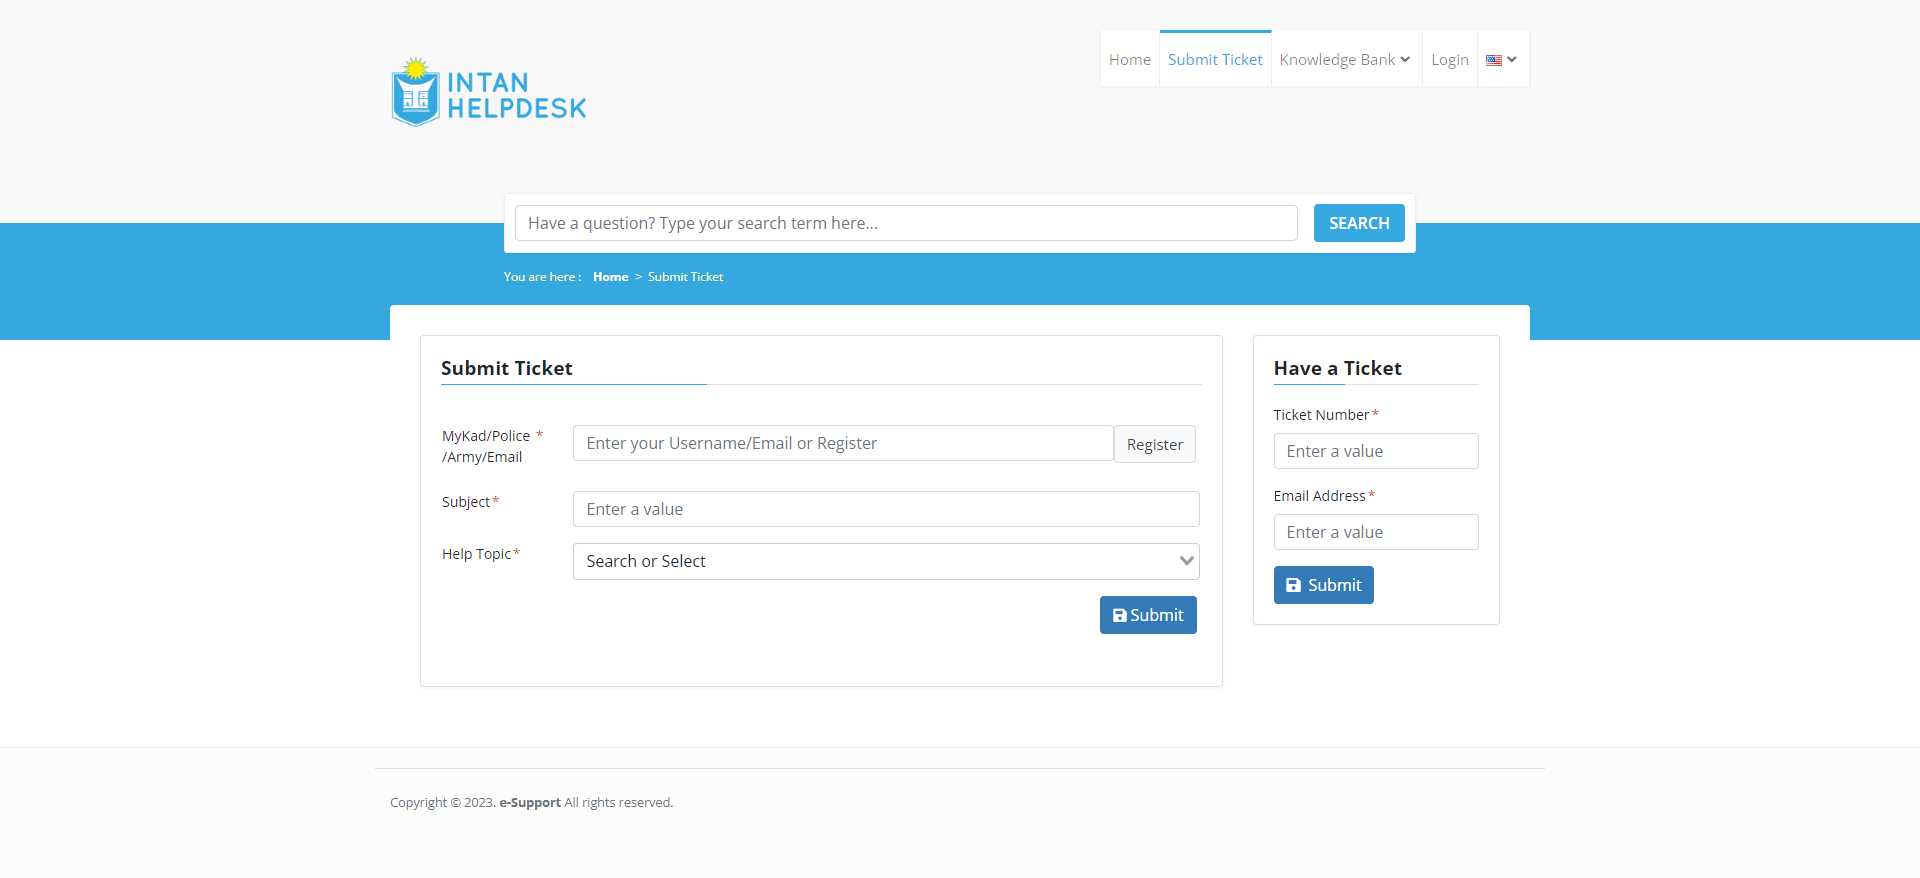 INTAN
HELPDESK
Home
Submit Ticket
Knowledge Bank
Login
Have a question? Type your search term here...
SEARCH
You are here : Home > Submit Ticket
Submit Ticket
MyKad/Police *
/Army/Email
Enter your Username/Email or Register
Register
Subject*
Enter a value
Help Topic*
Search or Select
Submit
Have a Ticket
Ticket Number*
Enter a value
Email Address*
Enter a value
Submit
Copyright © 2023. e-Support All rights reserved.